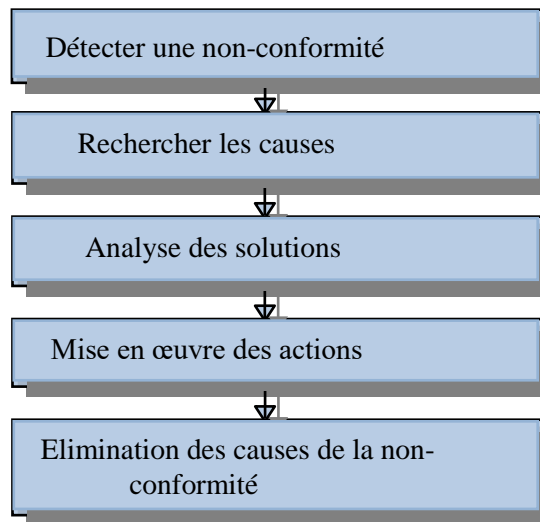 Détecter une non-conformité
Rechercher les causes
Analyse des solutions
Mise en œuvre des actions
Elimination des causes de la non-
conformité